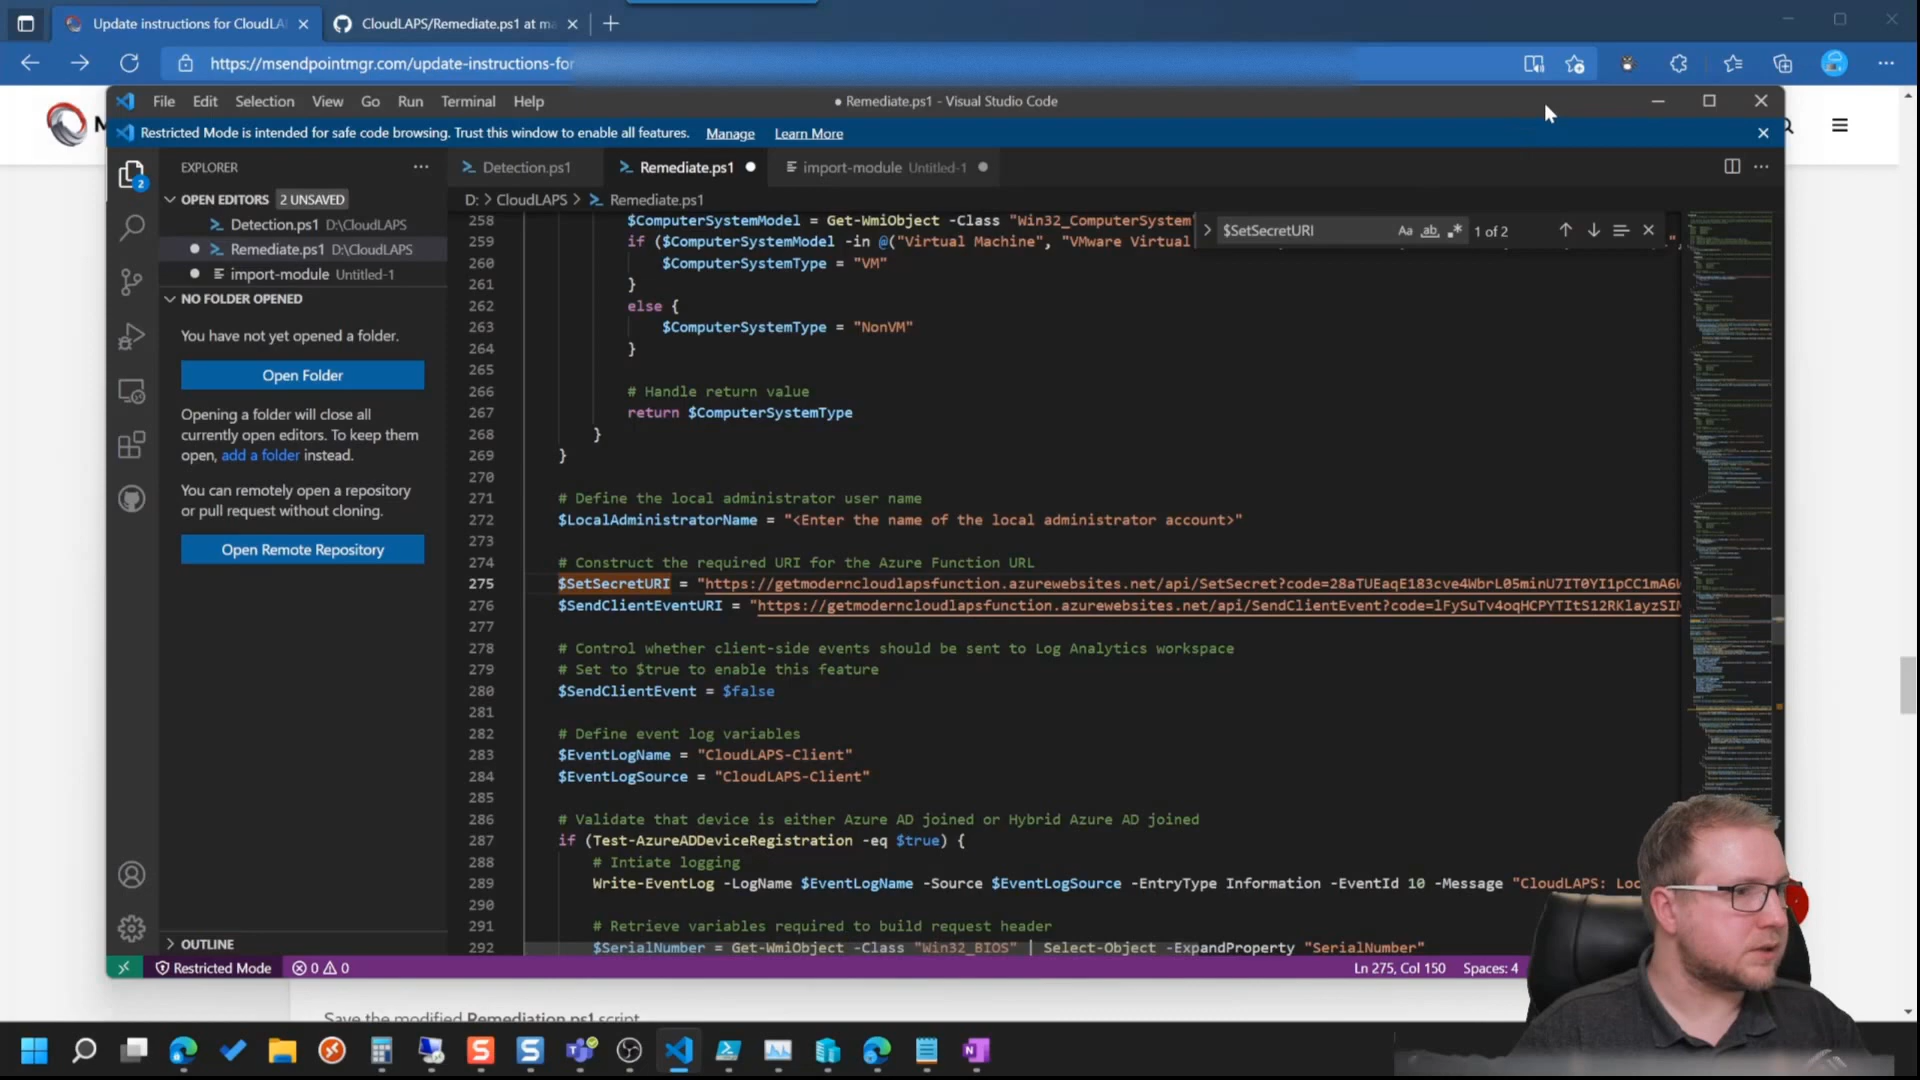 Update instructions for CloudLA
CloudLAPS/Remediate.ps1 at ma
https://msendpointmgr.com/update-instructions-for
M
File Edit Selection View Go Run Terminal Help
● Remediate.ps1 - Visual Studio Code
Restricted Mode is intended for safe code browsing. Trust this window to enable all features. Manage Learn More
EXPLORER
Detection.ps1
Remediate.ps1
import-module Untitled-1
OPEN EDITORS 2 UNSAVED
D: > CloudLAPS > Remediate.ps1
Detection.ps1 D:\CloudLAPS
Remediate.ps1 D:\CloudLAPS
import-module Untitled-1
2
NO FOLDER OPENED
You have not yet opened a folder.
Open Folder
Opening a folder will close all
currently open editors. To keep them
open, add a folder instead.
You can remotely open a repository
or pull request without cloning.
Open Remote Repository
OUTLINE
$SetSecretURI Aa ab 1 of 2
258 $ComputerSystemModel = Get-WmiObject -Class "Win32_ComputerSystem"
259 if ($ComputerSystemModel -in @("Virtual Machine", "VMware Virtual
260 $ComputerSystemType = "VM"
261 }
262 else {
263 $ComputerSystemType = "NonVM"
264 }
265
266 # Handle return value
267 return $ComputerSystemType
268 }
269 }
270
271 # Define the local administrator user name
272 $LocalAdministratorName = "<Enter the name of the local administrator account>"
273
274 # Construct the required URI for the Azure Function URL
275 $SetSecretURI = "https://getmoderncloudlapsfunction.azurewebsites.net/api/SetSecret?code=28aTUEaqE183cve4WbrL05minU7IT0YI1pCC1mA6W
276 $SendClientEventURI = "https://getmoderncloudlapsfunction.azurewebsites.net/api/SendClientEvent?code=lFySuTv4oqHCPYTItS12RKlayzSIN
277
278 # Control whether client-side events should be sent to Log Analytics workspace
279 # Set to $true to enable this feature
280 $SendClientEvent = $false
281
282 # Define event log variables
283 $EventLogName = "CloudLAPS-Client"
284 $EventLogSource = "CloudLAPS-Client"
285
286 # Validate that device is either Azure AD joined or Hybrid Azure AD joined
287 if (Test-AzureADDeviceRegistration -eq $true) {
288 # Intiate logging
289 Write-EventLog -LogName $EventLogName -Source $EventLogSource -EntryType Information -EventId 10 -Message "CloudLAPS: Loc
290
291 # Retrieve variables required to build request header
292 $SerialNumber = Get-WmiObject -Class "Win32_BIOS" | Select-Object -ExpandProperty "SerialNumber"
Restricted Mode 0 0 Ln 275, Col 150 Spaces: 4
Save the modified Remediation.ps1 script